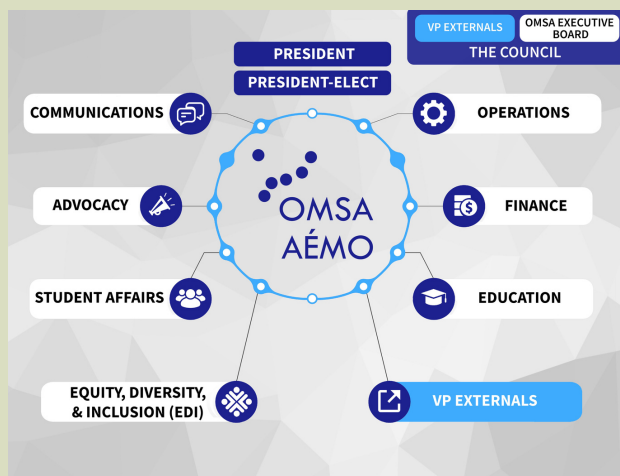 VP EXTERNALS
OMSA EXECUTIVE
BOARD
THE COUNCIL
PRESIDENT
PRESIDENT-ELECT
COMMUNICATIONS
OPERATIONS
ADVOCACY
FINANCE
OMSA
AÉMO
STUDENT AFFAIRS
EDUCATION
EQUITY, DIVERSITY,
& INCLUSION (EDI)
VP EXTERNALS